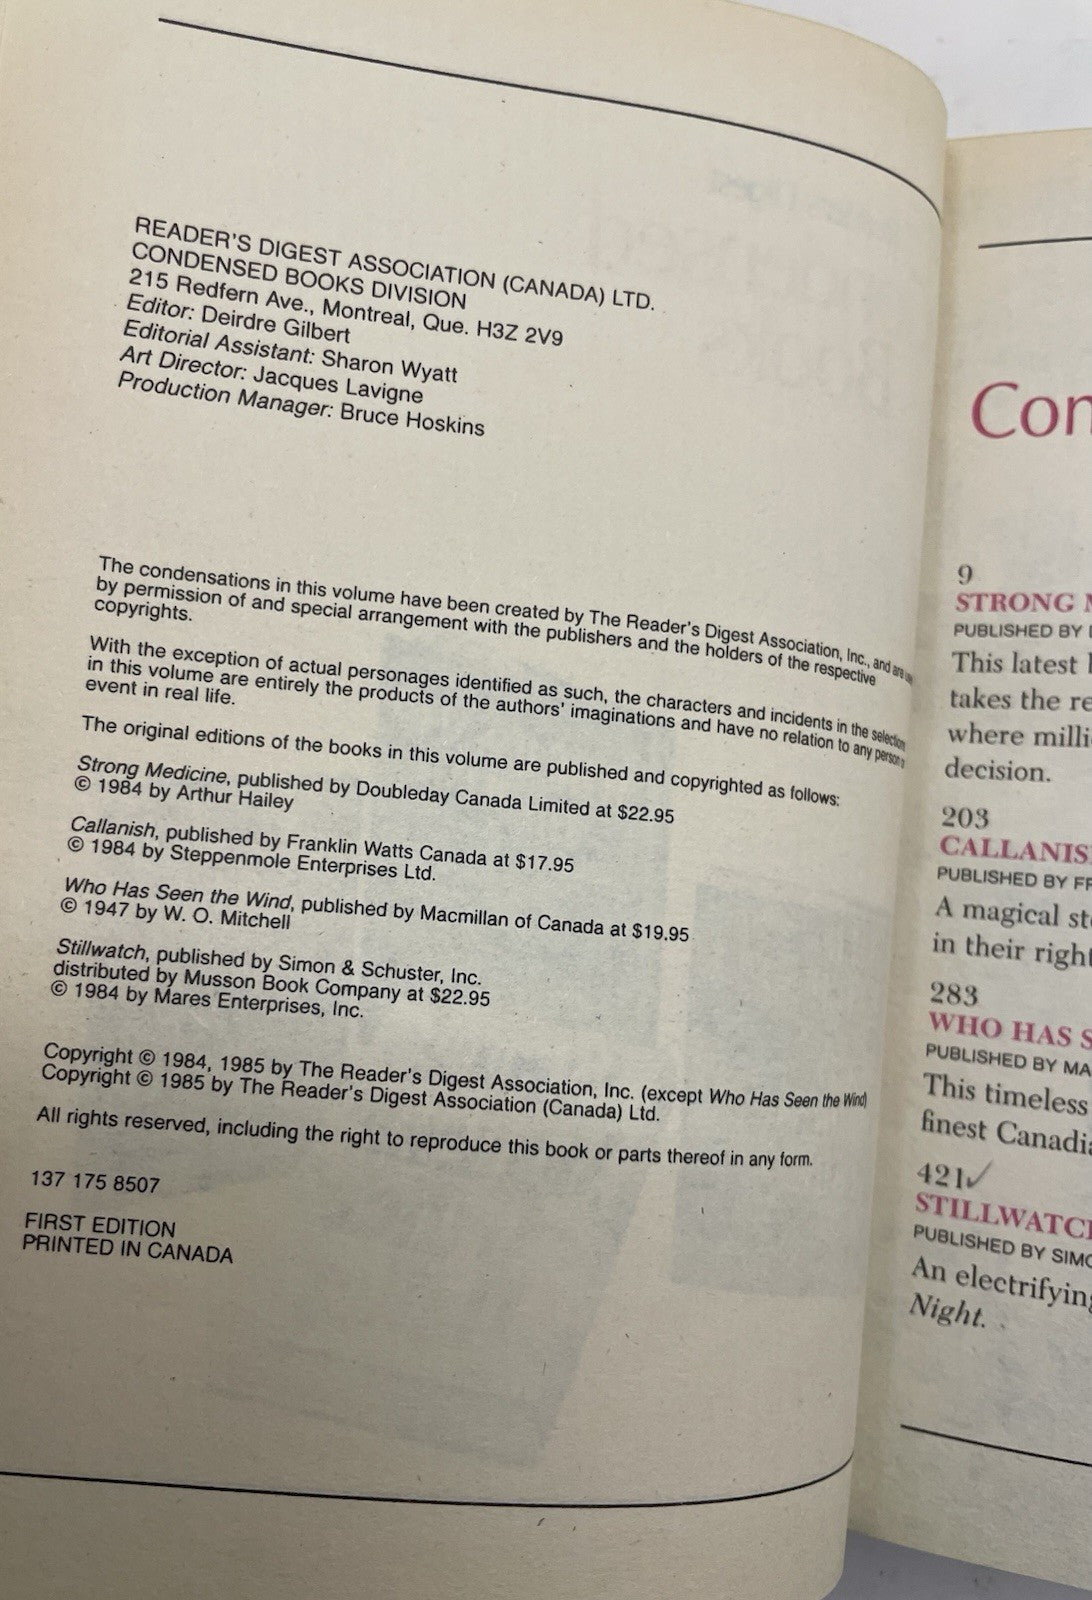 READER'S DIGEST ASSOCIATION (CANADA) LTD.
CONDENSED BOOKS DIVISION
215 Redfern Ave., Montreal, Que. H3Z 2V9
Editor: Deirdre Gilbert
Editorial Assistant: Sharon Wyatt
Art Director: Jacques Lavigne
Production Manager: Bruce Hoskins
The condensations in this volume have been created by The Reader's Digest Association, Inc., and are
by permission of and special arrangement with the publishers and the holders of the respective
copyrights.
With the exception of actual personages identified as such, the characters and incidents in the
in this volume are entirely the products of the authors' imaginations and have no relation to any person
event in real life.
The original editions of the books in this volume are published and copyrighted as follows:
Strong Medicine, published by Doubleday Canada Limited at $22.95
© 1984 by Arthur Hailey
Callanish, published by Franklin Watts Canada at $17.95
© 1984 by Steppenmole Enterprises Ltd.
Who Has Seen the Wind, published by Macmillan of Canada at $19.95
© 1947 by W. O. Mitchell
Stillwatch, published by Simon & Schuster, Inc.
distributed by Musson Book Company at $22.95
© 1984 by Mares Enterprises, Inc.
Copyright © 1984, 1985 by The Reader's Digest Association, Inc. (except Who Has Seen the Wind)
Copyright © 1985 by The Reader's Digest Association (Canada) Ltd.
All rights reserved, including the right to reproduce this book or parts thereof in any form.
137 175 8507
FIRST EDITION
PRINTED IN CANADA
Con
9
STRONG
PUBLISHED BY
This latest
takes the re
where milli
decision.
203
CALLANIS
PUBLISHED BY FR
A magical st
in their right
283
WHO HAS S
PUBLISHED BY MA
This timeless
finest Canadi
421✓
STILLWATC
PUBLISHED BY SIMO
An electrifying
Night.